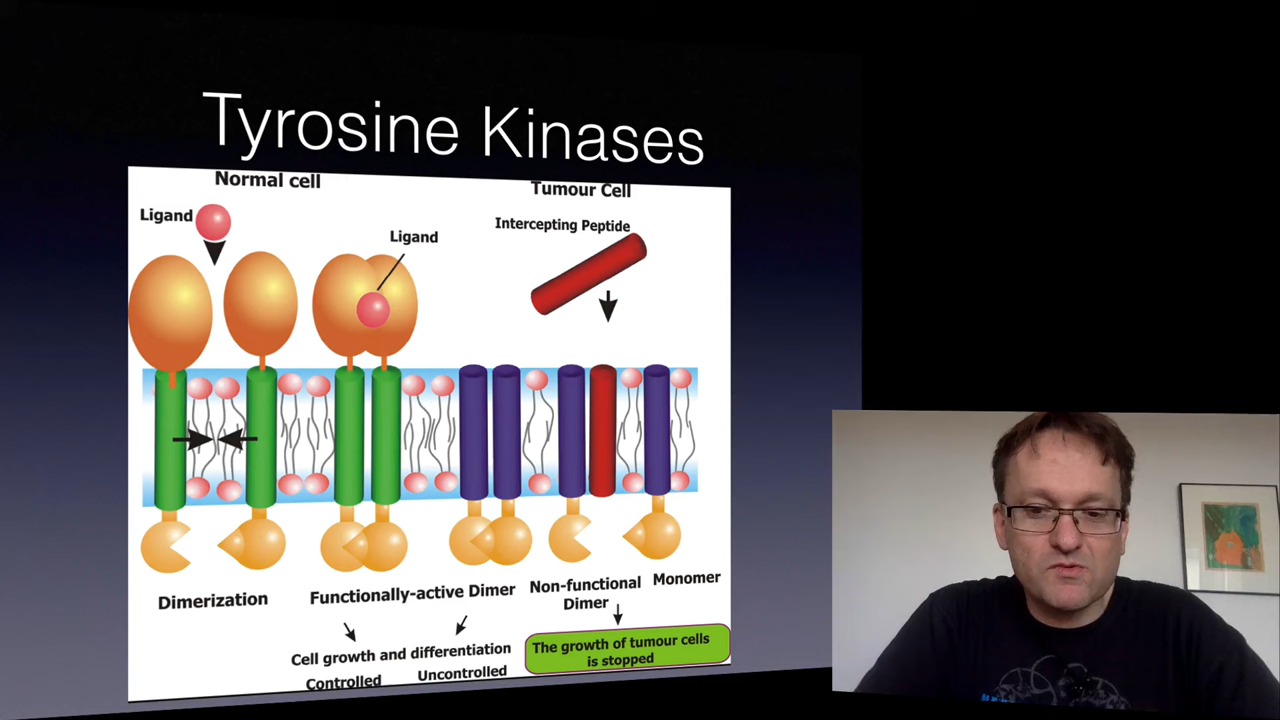 Tyrosine Kinases
Normal cell
Tumour Cell
Ligand
Ligand
Intercepting Peptide
Dimerization
Functionally-active Dimer
Non-functional
Dimer
Monomer
Cell growth and differentiation
Controlled
Uncontrolled
The growth of tumour cells
is stopped